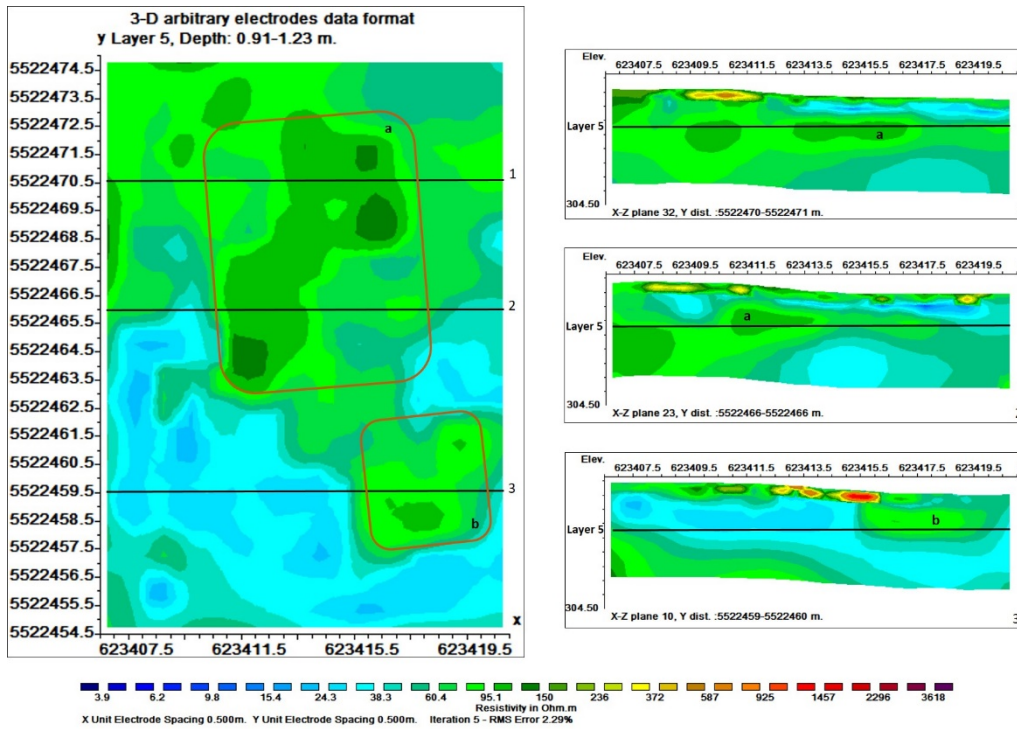 3-D arbitrary electrodes data format
y Layer 5, Depth: 0.91-1.23 m.
5522474.5
5522473.5
5522472.5
5522471.5
5522470.5
5522469.5
5522468.5
5522467.5
5522466.5
5522465.5
5522464.5
5522463.5
5522462.5
5522461.5
5522460.5
5522459.5
5522458.5
5522457.5
5522456.5
5522455.5
5522454.5
a
1
2
3
b
x
623407.5 623411.5 623415.5 623419.5
Elev.
623407.5 623409.5 623411.5 623413.5 623415.5 623417.5 623419.5
Layer 5
a
304.50
X-Z plane 32, Y dist. :5522470-5522471 m.
Elev.
623407.5 623409.5 623411.5 623413.5 623415.5 623417.5 623419.5
Layer 5
a
304.50
X-Z plane 23, Y dist. :5522466-5522466 m.
Elev.
623407.5 623409.5 623411.5 623413.5 623415.5 623417.5 623419.5
Layer 5
b
304.50
X-Z plane 10, Y dist. :5522459-5522460 m.
3
3.9 6.2 9.8 15.4 24.3 38.3 60.4 95.1 150 236 372 587 925 1457 2296 3618
Resistivity in Ohm.m
X Unit Electrode Spacing 0.500m. Y Unit Electrode Spacing 0.500m. Iteration 5 - RMS Error 2.29%